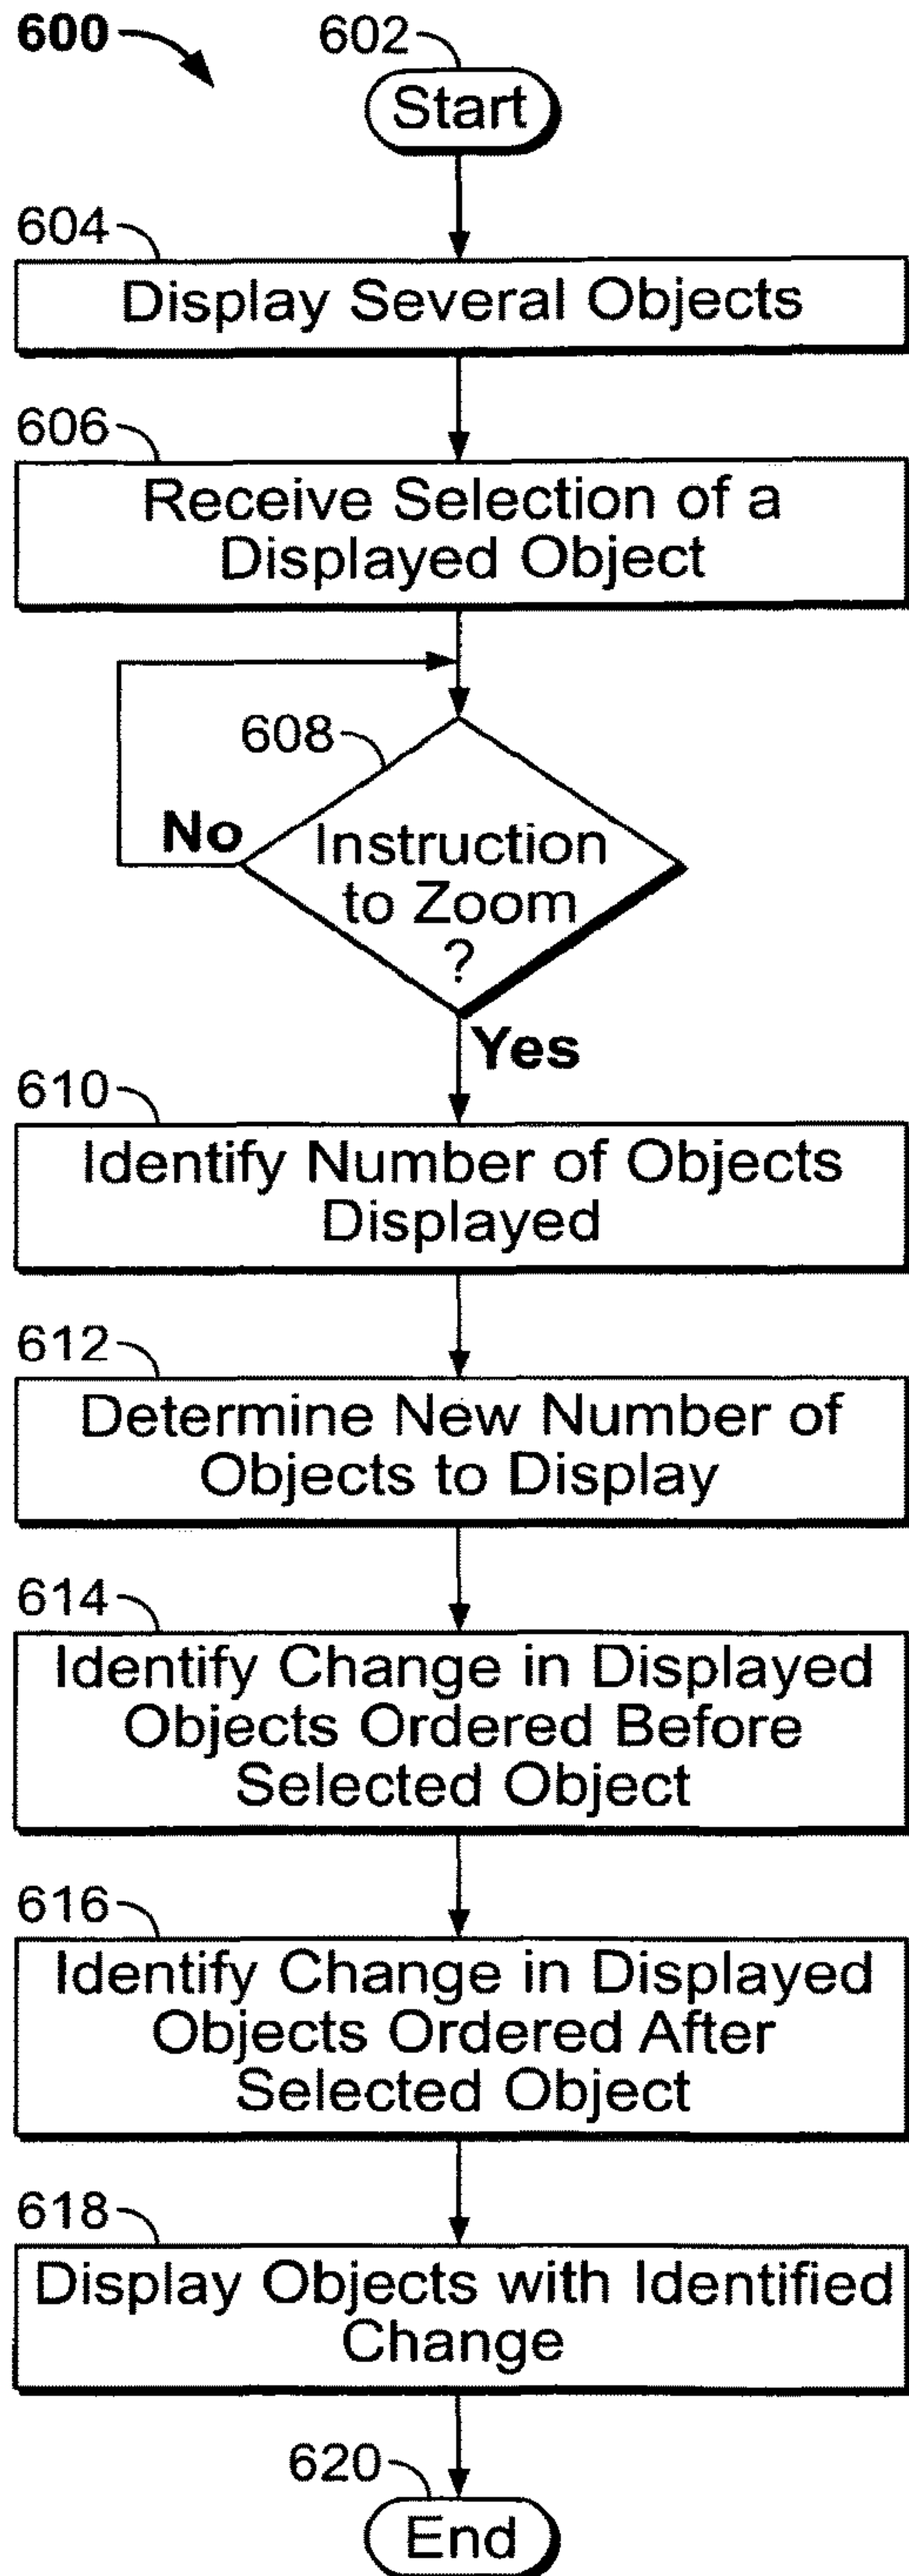 600
602
Start
604
Display Several Objects
606
Receive Selection of a
Displayed Object
608
No
Instruction
to Zoom
?
Yes
610
Identify Number of Objects
Displayed
612
Determine New Number of
Objects to Display
614
Identify Change in Displayed
Objects Ordered Before
Selected Object
616
Identify Change in Displayed
Objects Ordered After
Selected Object
618
Display Objects with Identified
Change
620
End